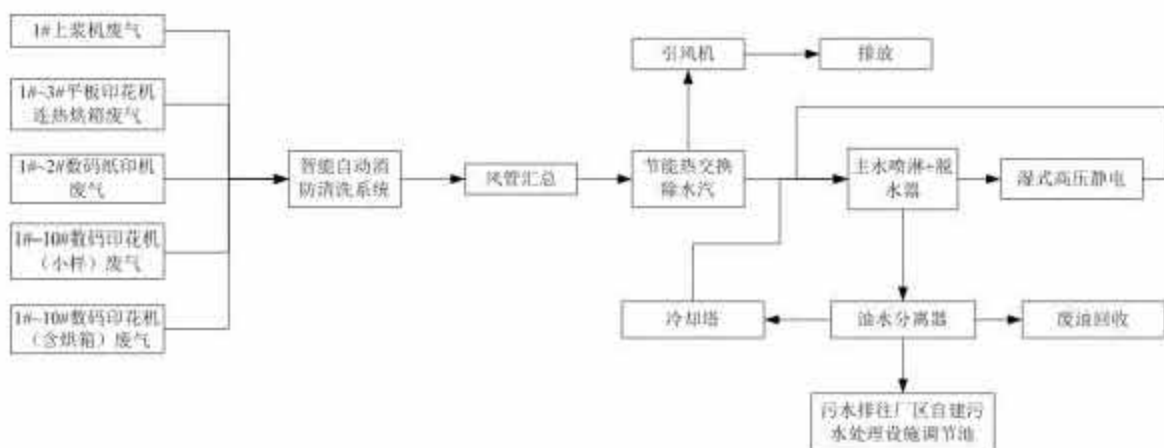 1#上浆机废气
1#~3#平板印花机
连热烘箱废气
1#~2#数码纸印机
废气
1#~10#数码印花机
（小样）废气
1#~10#数码印花机
（含烘箱）废气
智能自动消
防清洗系统
风管汇总
引风机
排放
节能热交换
除水汽
主水喷淋+脱
水器
湿式高压静电
冷却塔
油水分离器
废油回收
污水排往厂区自建污
水处理设施调节池